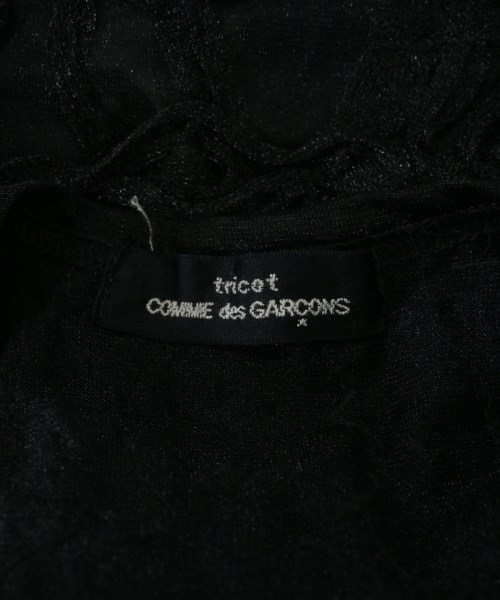 tricot
COMME des GARÇONS
*